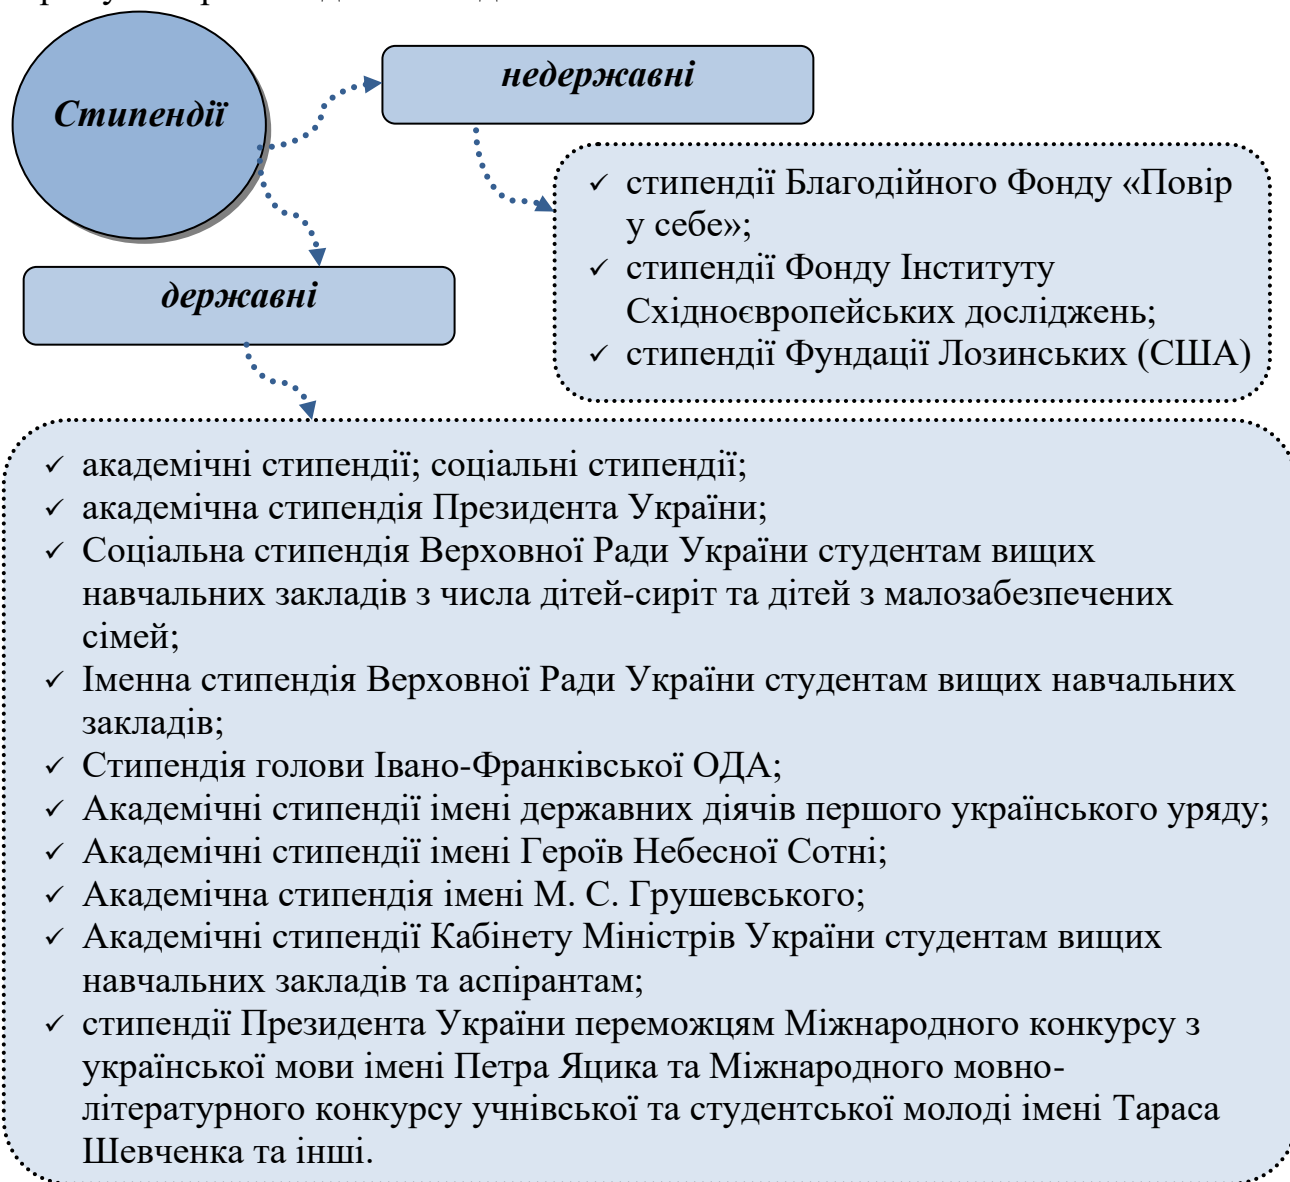 Стипендії
недержавні
✓ стипендії Благодійного Фонду «Повір
у себе»;
✓ стипендії Фонду Інституту
Східноєвропейських досліджень;
✓ стипендії Фундації Лозинських (США)
державні
✓ академічні стипендії; соціальні стипендії;
✓ академічна стипендія Президента України;
✓ Соціальна стипендія Верховної Ради України студентам вищих
навчальних закладів з числа дітей-сиріт та дітей з малозабезпечених
сімей;
✓ Іменна стипендія Верховної Ради України студентам вищих навчальних
закладів;
✓ Стипендія голови Івано-Франківської ОДА;
✓ Академічні стипендії імені державних діячів першого українського уряду;
✓ Академічні стипендії імені Героїв Небесної Сотні;
✓ Академічна стипендія імені М. С. Грушевського;
✓ Академічні стипендії Кабінету Міністрів України студентам вищих
навчальних закладів та аспірантам;
✓ стипендії Президента України переможцям Міжнародного конкурсу з
української мови імені Петра Яцика та Міжнародного мовно-
літературного конкурсу учнівської та студентської молоді імені Тараса
Шевченка та інші.